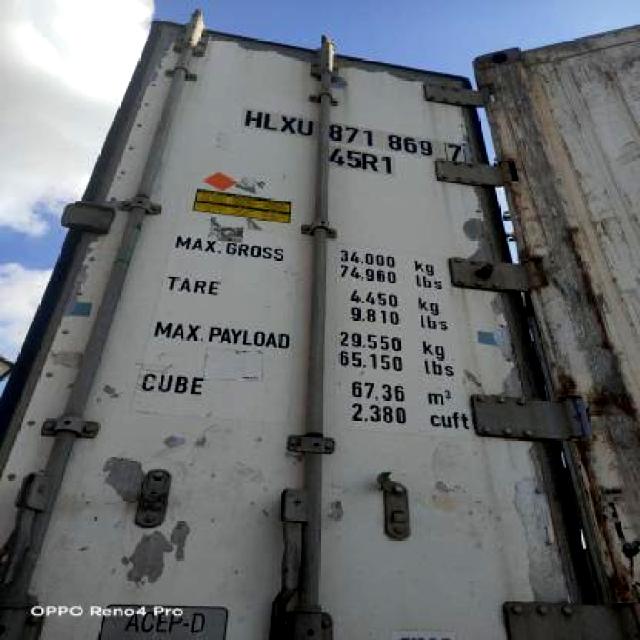 HLXU 871 869 7
45R1
MAX. GROSS 34.000 kg
74.960 lbs
TARE 4.450 kg
9.810 lbs
MAX. PAYLOAD 29.550 kg
65.150 lbs
CUBE 67,36 m³
2.380 cuft
OPPO Reno4 Pro
ACEP-D